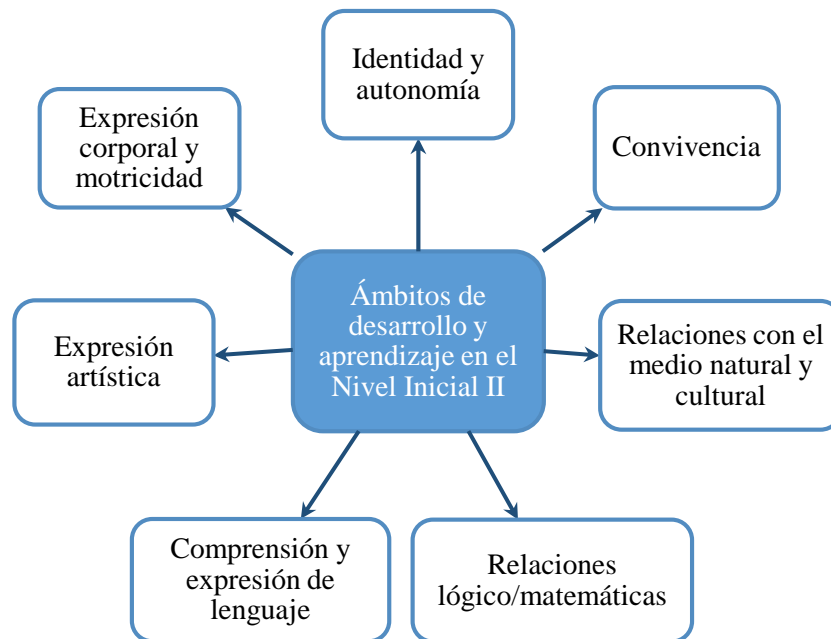 Identidad y
autonomía
Expresión
corporal y
motricidad
Convivencia
Ámbitos de
desarrollo y
aprendizaje en el
Nivel Inicial II
Expresión
artística
Relaciones con el
medio natural y
cultural
Comprensión y
expresión de
lenguaje
Relaciones
lógico/matemáticas